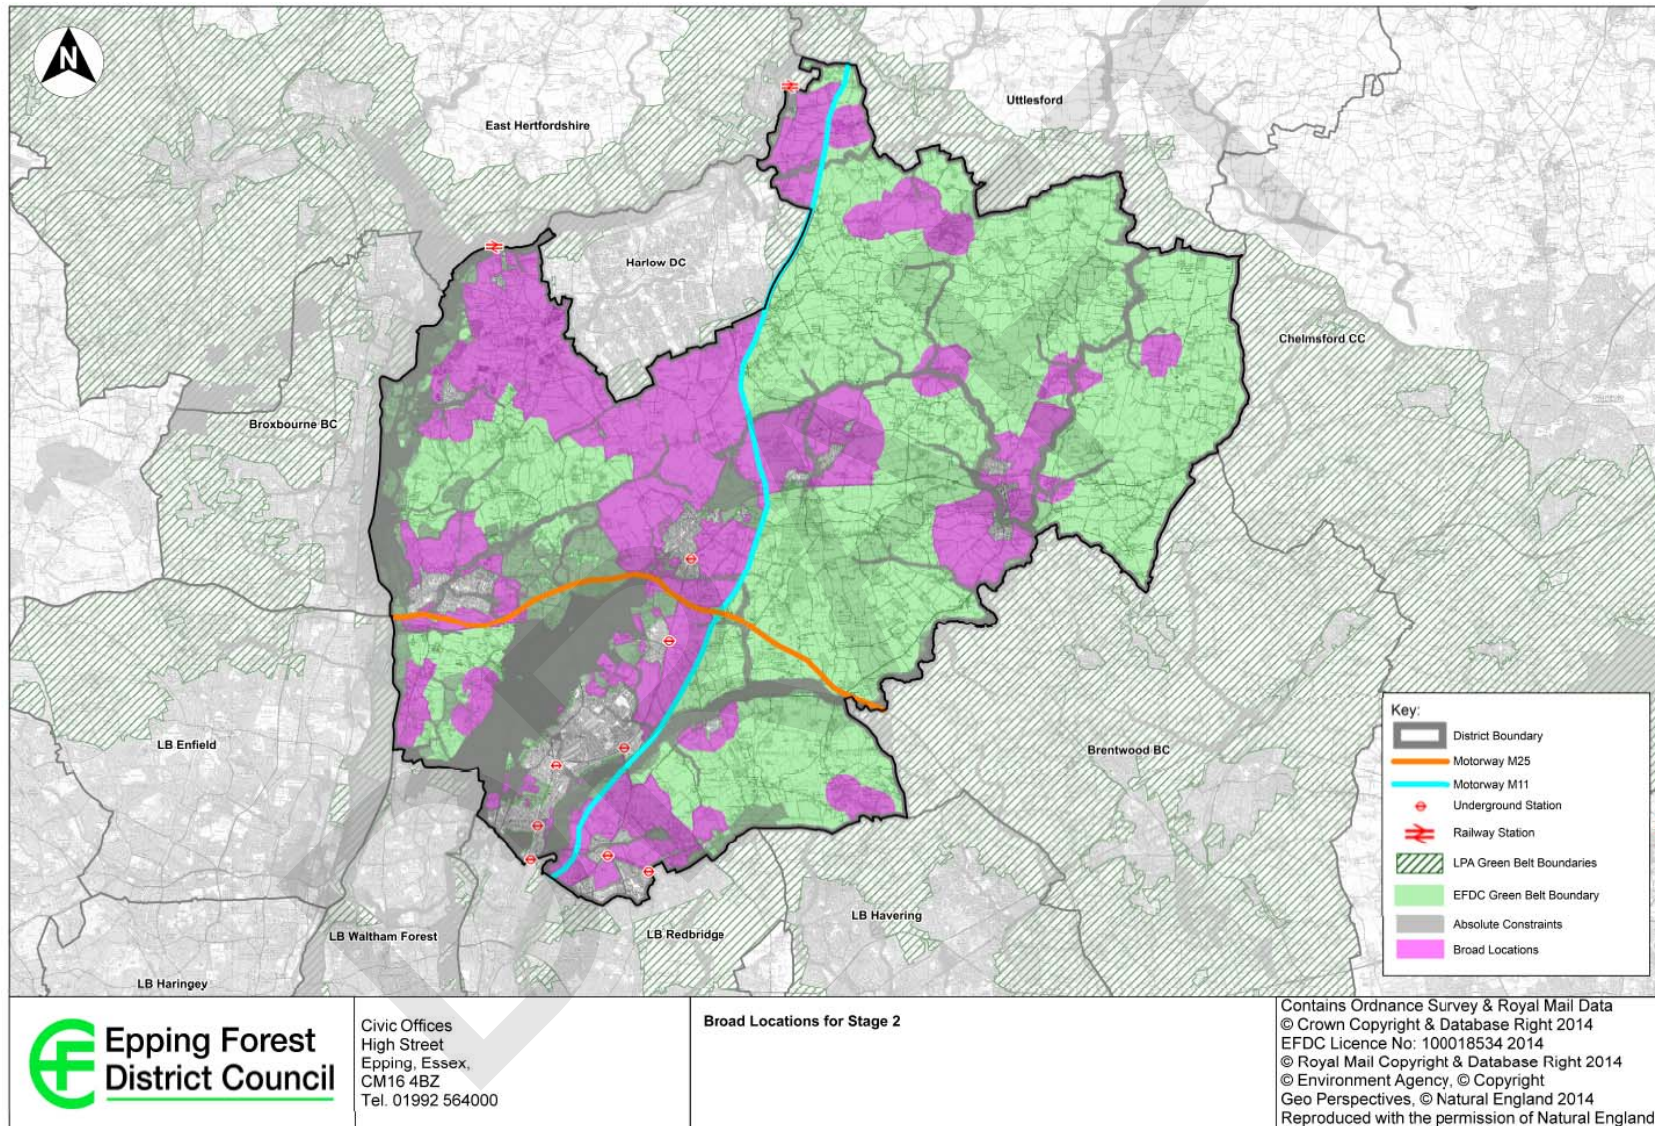 N
Uttlesford
East Hertfordshire
Harlow DC
Chelmsford CC
Broxbourne BC
LB Enfield
Brentwood BC
LB Havering
LB Waltham Forest
LB Redbridge
LB Haringey
Key:
District Boundary
Motorway M25
Motorway M11
Underground Station
Railway Station
LPA Green Belt Boundaries
EFDC Green Belt Boundary
Absolute Constraints
Broad Locations
Epping Forest
District Council
Civic Offices
High Street
Epping, Essex,
CM16 4BZ
Tel. 01992 564000
Broad Locations for Stage 2
Contains Ordnance Survey & Royal Mail Data
© Crown Copyright & Database Right 2014
EFDC Licence No: 100018534 2014
© Royal Mail Copyright & Database Right 2014
© Environment Agency, © Copyright
Geo Perspectives, © Natural England 2014
Reproduced with the permission of Natural England